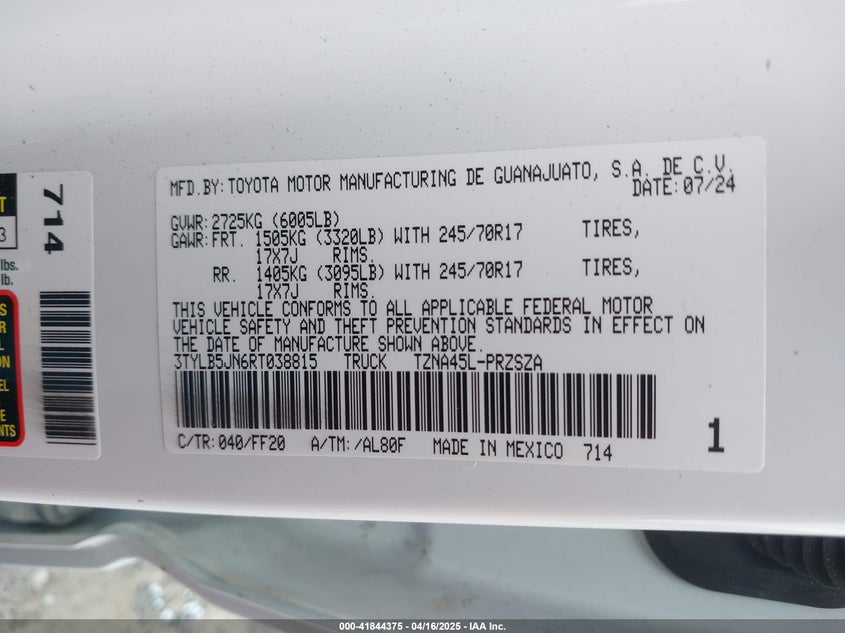 MFD.BY: TOYOTA MOTOR MANUFACTURING DE GUANAJUATO, S.A. DE C.V.
DATE: 07/24
GVWR: 2725KG (6005LB)
GAWR: FRT. 1505KG (3320LB) WITH 245/70R17 TIRES,
17X7J RIMS.
RR. 1405KG (3095LB) WITH 245/70R17 TIRES,
17X7J RIMS.
THIS VEHICLE CONFORMS TO ALL APPLICABLE FEDERAL MOTOR
VEHICLE SAFETY AND THEFT PREVENTION STANDARDS IN EFFECT ON
THE DATE OF MANUFACTURE SHOWN ABOVE.
3TYLB5JN6RT038815 TRUCK TZNA45L-PRZSZA
C/TR: 040/FF20 A/TM: /AL80F MADE IN MEXICO 714
1
714
3
lbs.
lb.
000-41844375 - 04/16/2025 - IAA Inc.